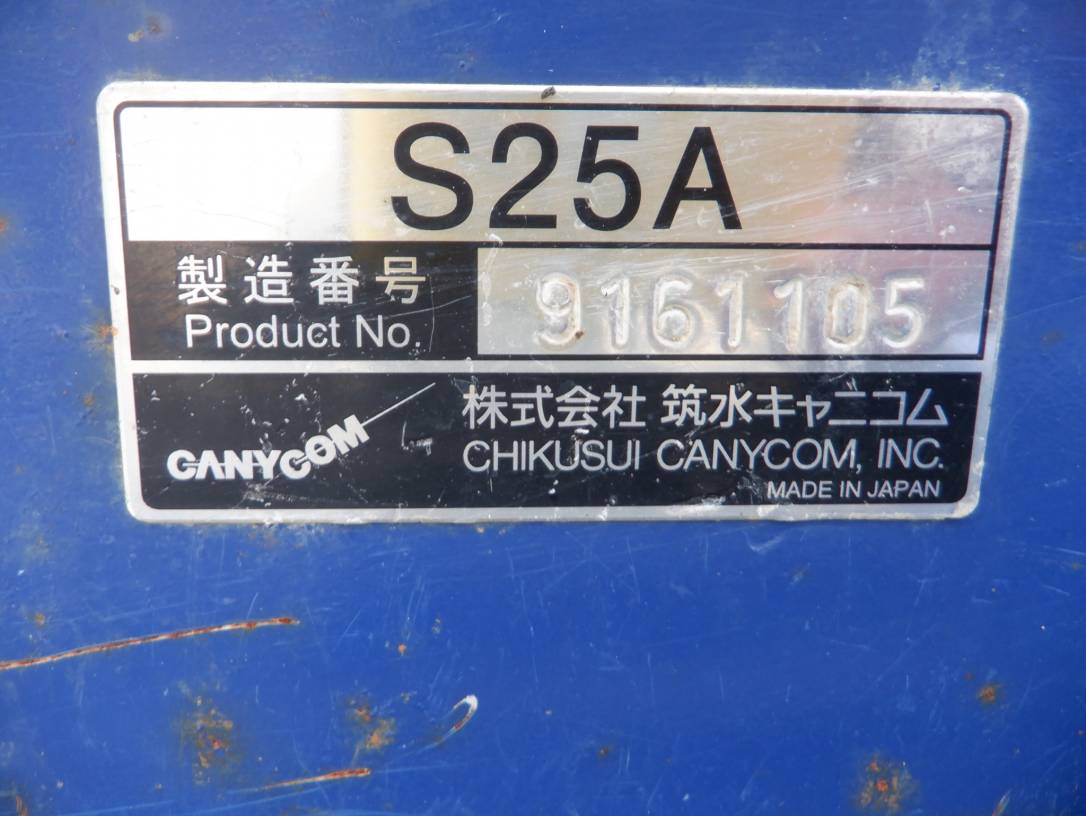 S25A
製造番号
Product No.
9161105
CANYCOM
株式会社 筑水キャニコム
CHIKUSUI CANYCOM, INC.
MADE IN JAPAN